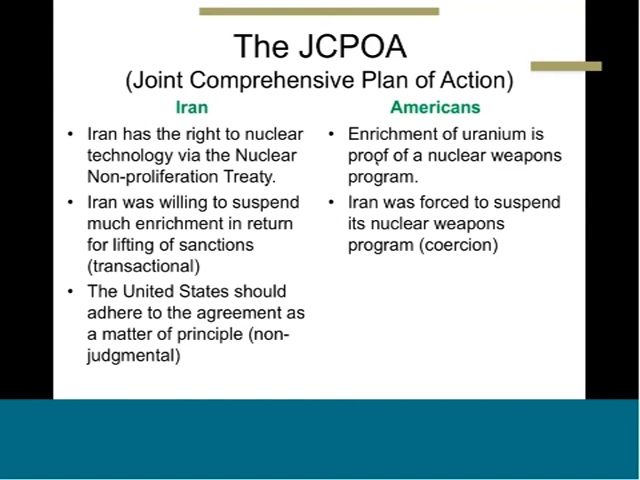 The JCPOA
(Joint Comprehensive Plan of Action)
Iran
• Iran has the right to nuclear
technology via the Nuclear
Non-proliferation Treaty.
• Iran was willing to suspend
much enrichment in return
for lifting of sanctions
(transactional)
• The United States should
adhere to the agreement as
a matter of principle (non-
judgmental)
Americans
• Enrichment of uranium is
proof of a nuclear weapons
program.
• Iran was forced to suspend
its nuclear weapons
program (coercion)